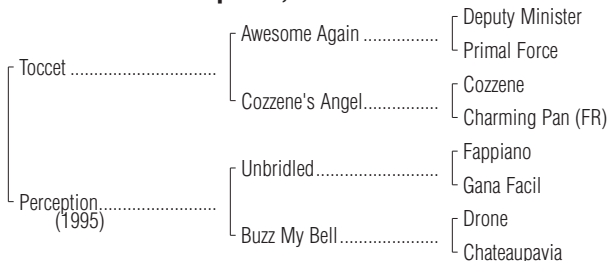 Deputy Minister
Awesome Again ................
Primal Force
Toccet ...............................
Cozzene
Cozzene's Angel................
Charming Pan (FR)
Fappiano
Unbridled..........................
Gana Facil
Perception.........................
(1995)
Drone
Buzz My Bell.....................
Chateaupavia